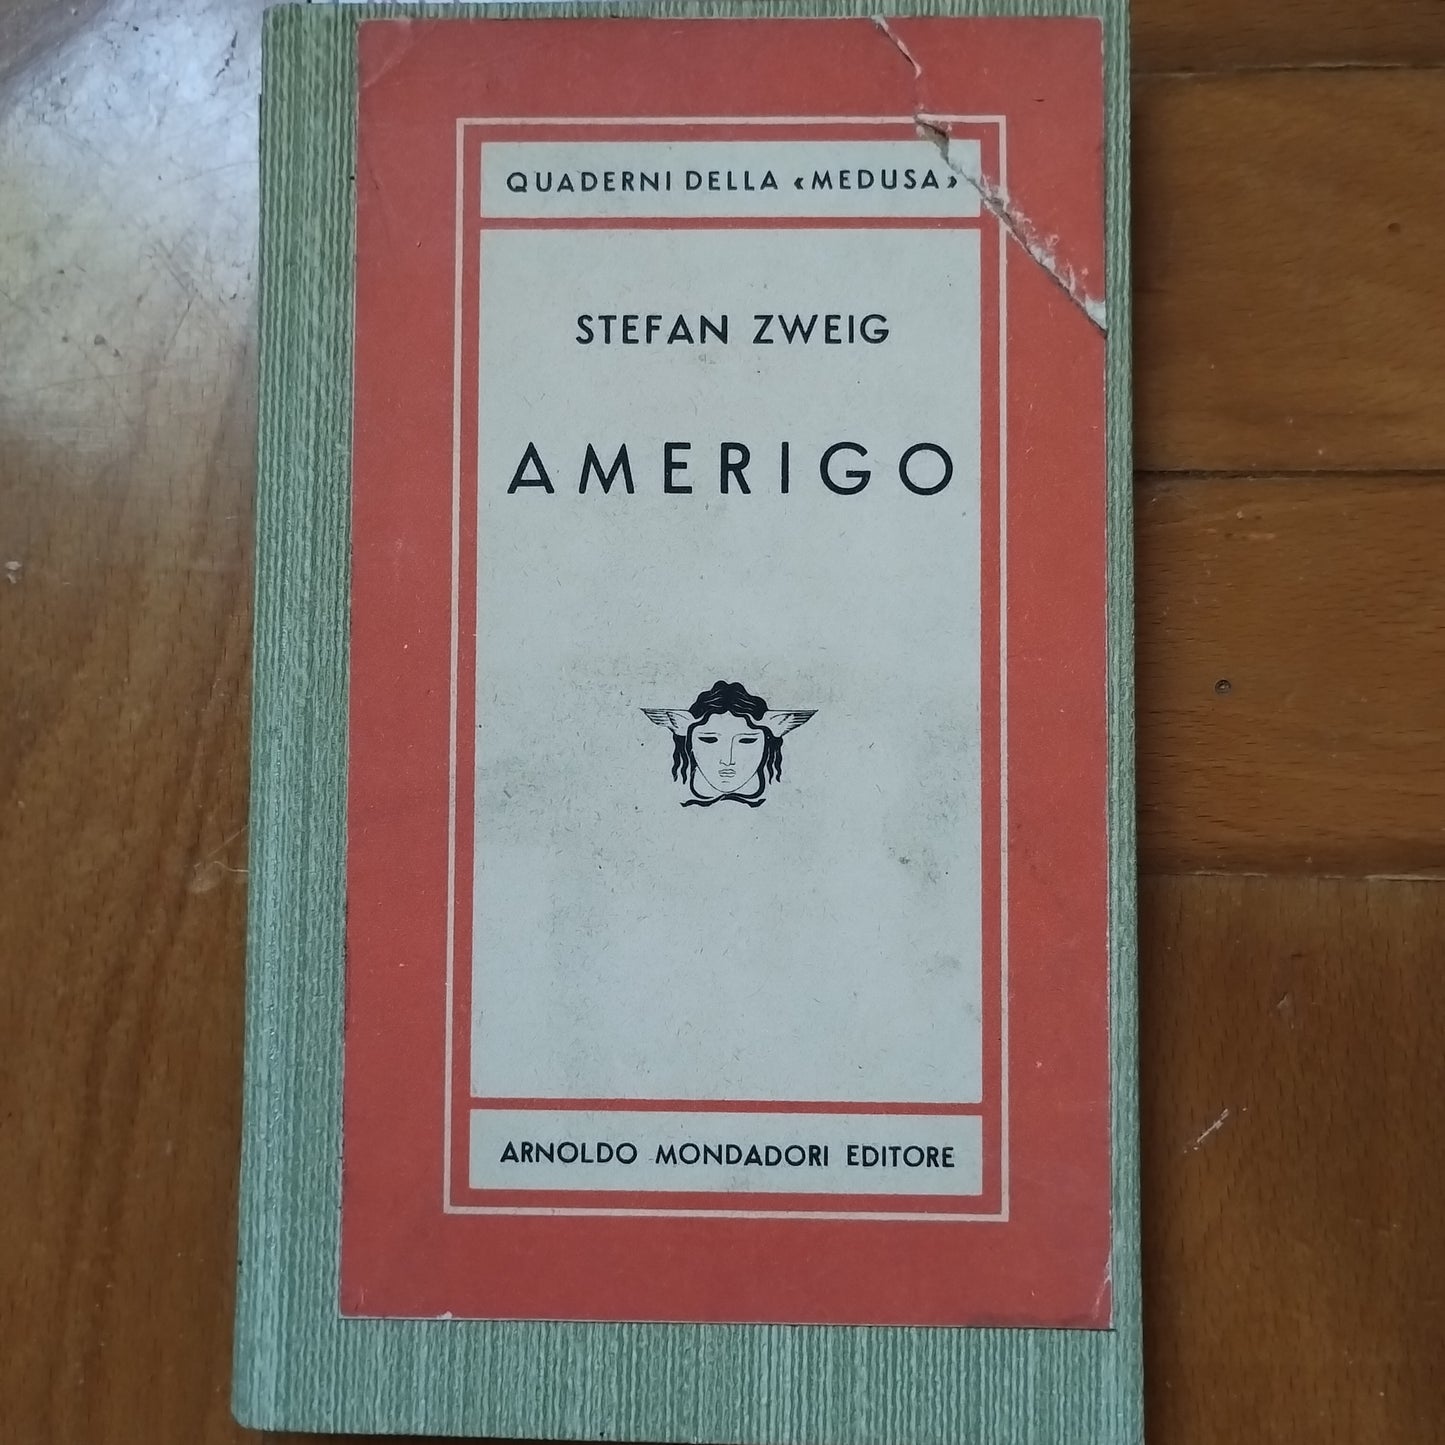 QUADERNI DELLA «MEDUSA»
STEFAN ZWEIG
AMERIGO
ARNOLDO MONDADORI EDITORE